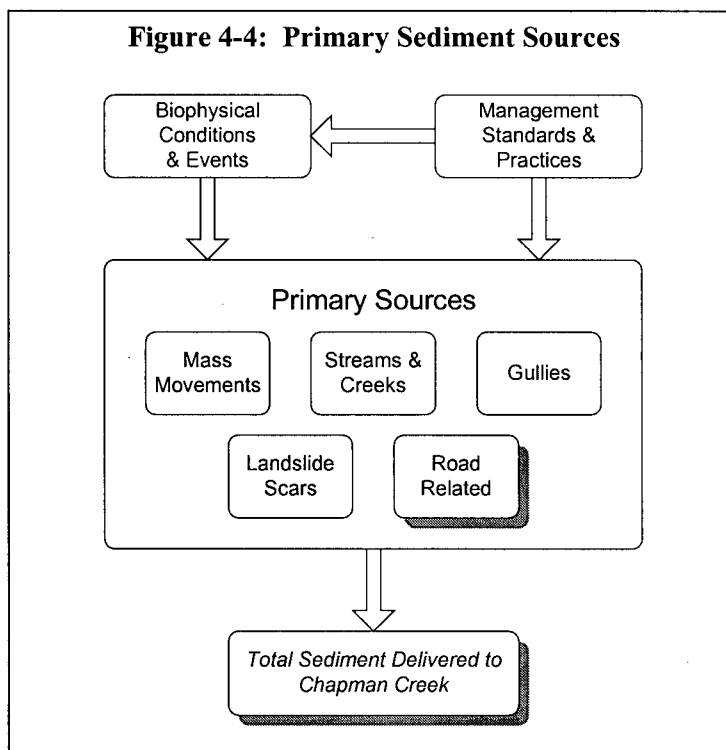 Figure 4-4: Primary Sediment Sources
Biophysical
Conditions
& Events
Management
Standards &
Practices
Primary Sources
Mass
Movements
Streams &
Creeks
Gullies
Landslide
Scars
Road
Related
Total Sediment Delivered to
Chapman Creek